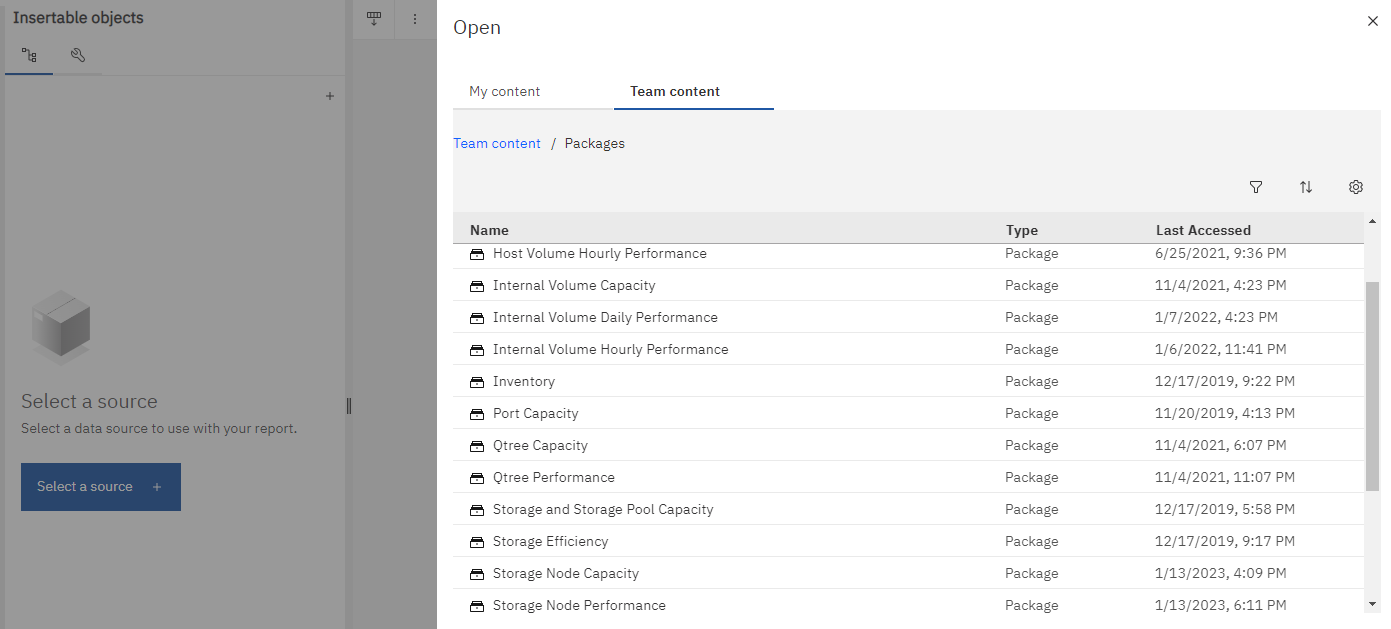 Insertable objects
Select a source
Select a data source to use with your report.
Select a source +
Open
My content Team content
Team content / Packages
Name Type Last Accessed
Host Volume Hourly Performance Package 6/25/2021, 9:36 PM
Internal Volume Capacity Package 11/4/2021, 4:23 PM
Internal Volume Daily Performance Package 1/7/2022, 4:23 PM
Internal Volume Hourly Performance Package 1/6/2022, 11:41 PM
Inventory Package 12/17/2019, 9:22 PM
Port Capacity Package 11/20/2019, 4:13 PM
Qtree Capacity Package 11/4/2021, 6:07 PM
Qtree Performance Package 11/4/2021, 11:07 PM
Storage and Storage Pool Capacity Package 12/17/2019, 5:58 PM
Storage Efficiency Package 12/17/2019, 9:17 PM
Storage Node Capacity Package 1/13/2023, 4:09 PM
Storage Node Performance Package 1/13/2023, 6:11 PM